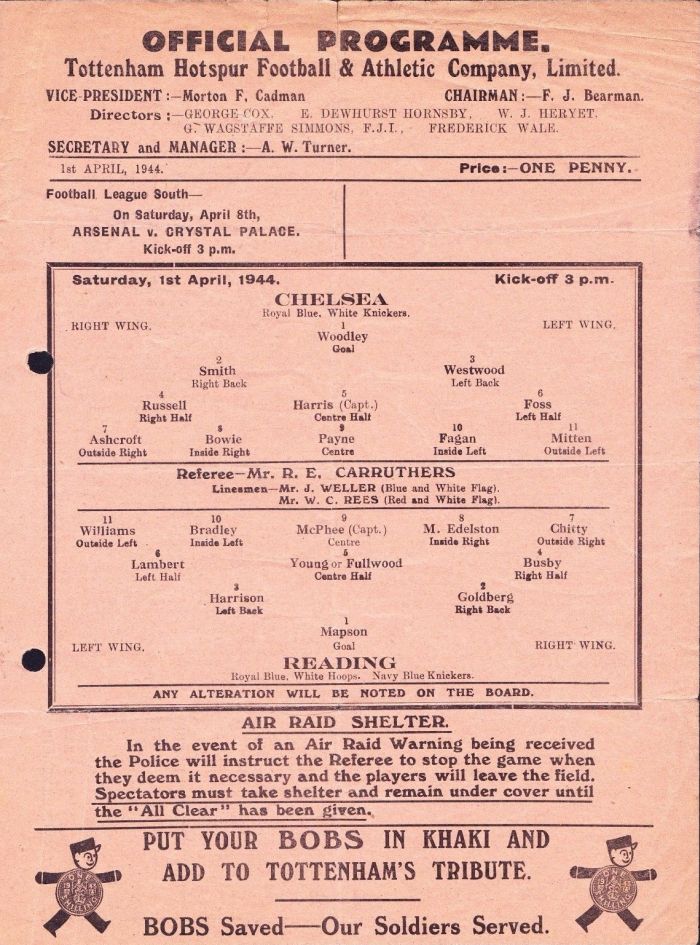 OFFICIAL PROGRAMME.
Tottenham Hotspur Football & Athletic Company, Limited.
VICE-PRESIDENT :—Morton F. Cadman CHAIRMAN :—F. J. Bearman.
Directors :—GEORGE COX. E. DEWHURST HORNSBY, W. J. HERYET.
G. WAGSTAFFE SIMMONS, F.J.I., FREDERICK WALE.
SECRETARY and MANAGER :—A. W. Turner.
1st APRIL, 1944. Price:—ONE PENNY.
Football League South—
On Saturday, April 8th,
ARSENAL v. CRYSTAL PALACE.
Kick-off 3 p.m.
Saturday, 1st April, 1944. Kick-off 3 p.m.
CHELSEA
Royal Blue, White Knickers.
RIGHT WING. 1 LEFT WING.
Woodley
Goal
2 3
Smith Westwood
Right Back Left Back
4 5 6
Russell Harris (Capt.) Foss
Right Half Centre Half Left Half
7 8 9 10 11
Ashcroft Bowie Payne Fagan Mitten
Outside Right Inside Right Centre Inside Left Outside Left
Referee—Mr. R. E. CARRUTHERS
Linesmen—Mr. J. WELLER (Blue and White Flag).
Mr. W. C. REES (Red and White Flag).
11 10 9 8 7
Williams Bradley McPhee (Capt.) M. Edelston Chitty
Outside Left Inside Left Centre Inside Right Outside Right
6 5 4
Lambert Young or Fullwood Busby
Left Half Centre Half Right Half
3 2
Harrison Goldberg
Left Back Right Back
1
Mapson
LEFT WING. Goal RIGHT WING.
READING
Royal Blue, White Hoops. Navy Blue Knickers.
ANY ALTERATION WILL BE NOTED ON THE BOARD.
AIR RAID SHELTER.
In the event of an Air Raid Warning being received
the Police will instruct the Referee to stop the game when
they deem it necessary and the players will leave the field.
Spectators must take shelter and remain under cover until
the "All Clear" has been given.
PUT YOUR BOBS IN KHAKI AND
ADD TO TOTTENHAM'S TRIBUTE.
BOBS Saved—Our Soldiers Served.
ONE SHILLING
ONE SHILLING